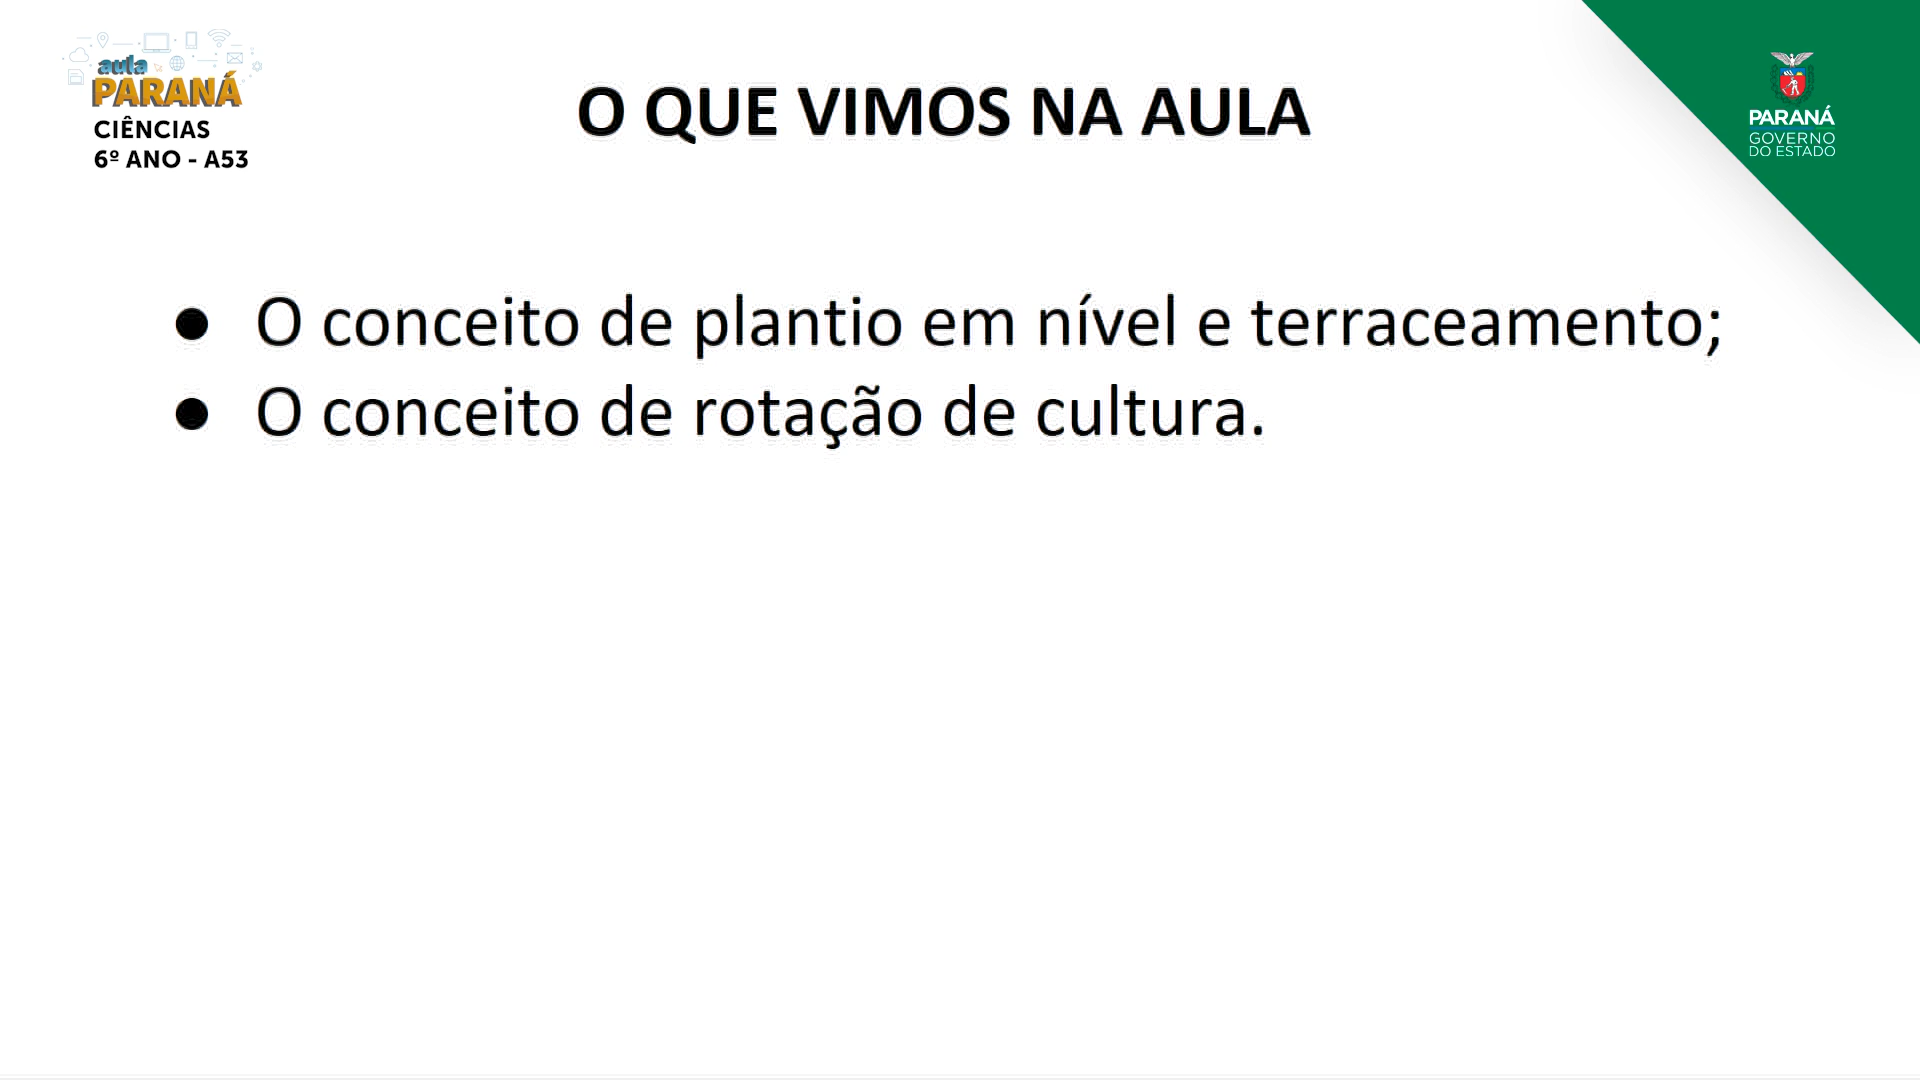 aula
PARANÁ
CIÊNCIAS
6º ANO - A53
O QUE VIMOS NA AULA
PARANÁ
GOVERNO
DO ESTADO
● O conceito de plantio em nível e terraceamento;
● O conceito de rotação de cultura.